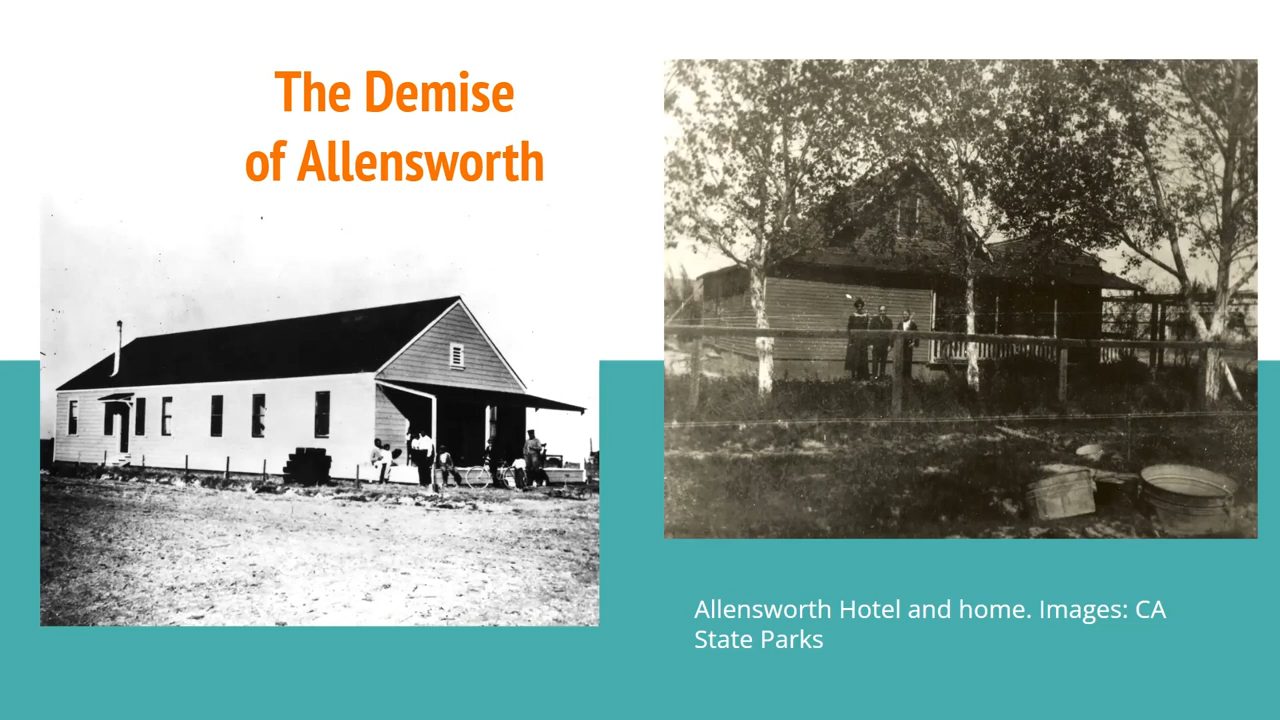 The Demise
of Allensworth
Allensworth Hotel and home. Images: CA
State Parks